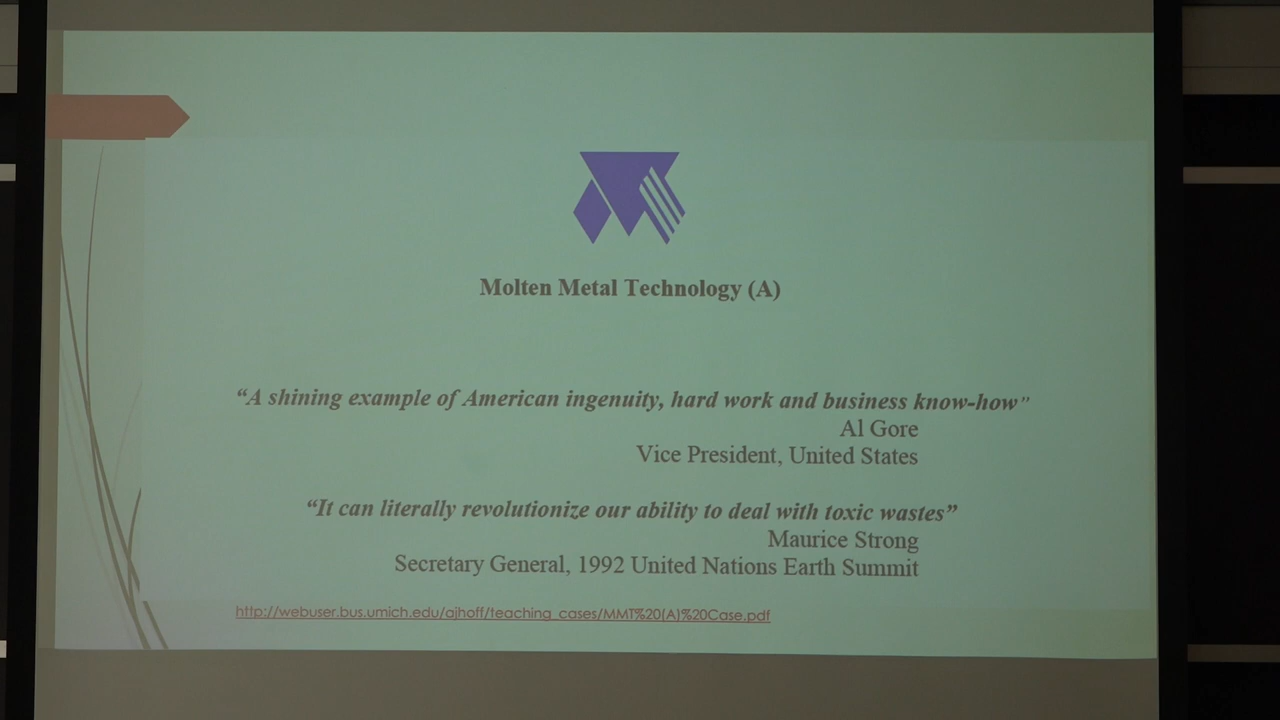 Molten Metal Technology (A)
“A shining example of American ingenuity, hard work and business know-how”
Al Gore
Vice President, United States
“It can literally revolutionize our ability to deal with toxic wastes”
Maurice Strong
Secretary General, 1992 United Nations Earth Summit
http://webuser.bus.umich.edu/ajhoff/teaching_cases/MMT%20(A)%20Case.pdf